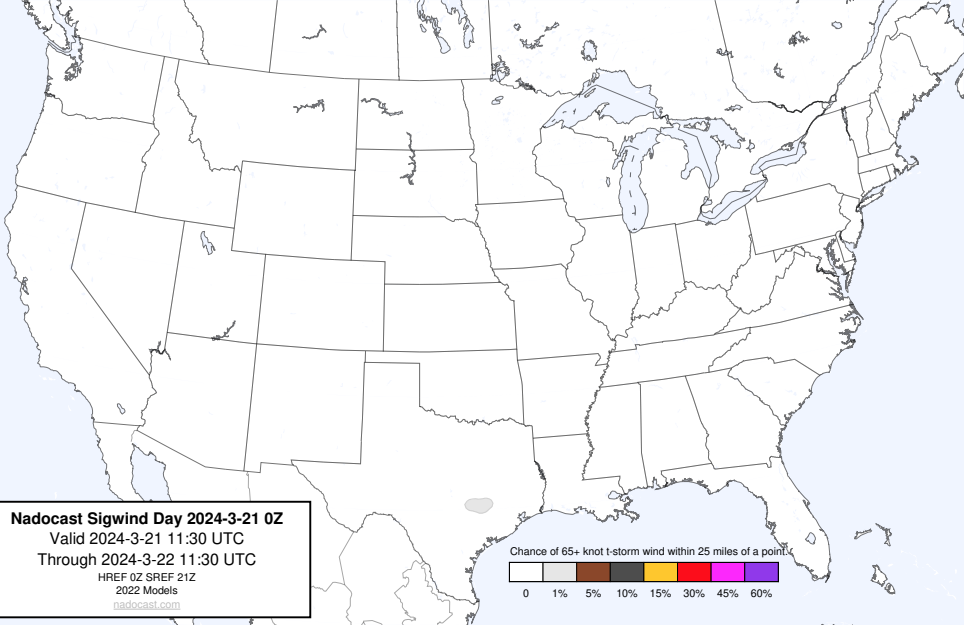 Nadocast Sigwind Day 2024-3-21 0Z
Valid 2024-3-21 11:30 UTC
Through 2024-3-22 11:30 UTC
HREF 0Z SREF 21Z
2022 Models
nadocast.com
Chance of 65+ knot t-storm wind within 25 miles of a point.
0 1% 5% 10% 15% 30% 45% 60%